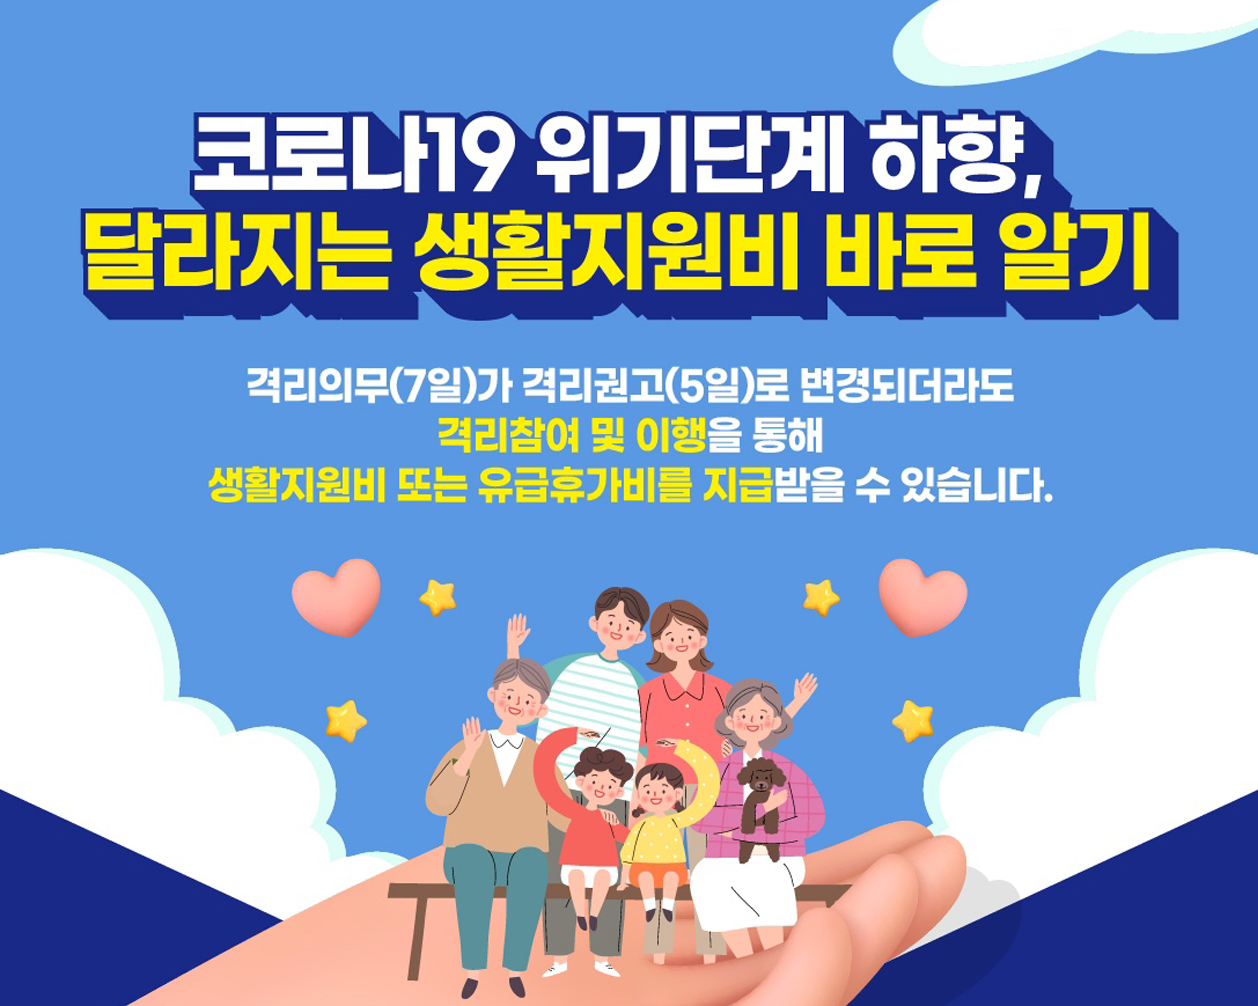 코로나19 위기단계 하향,
달라지는 생활지원비 바로 알기
격리의무(7일)가 격리권고(5일)로 변경되더라도
격리참여 및 이행을 통해
생활지원비 또는 유급휴가비를 지급받을 수 있습니다.